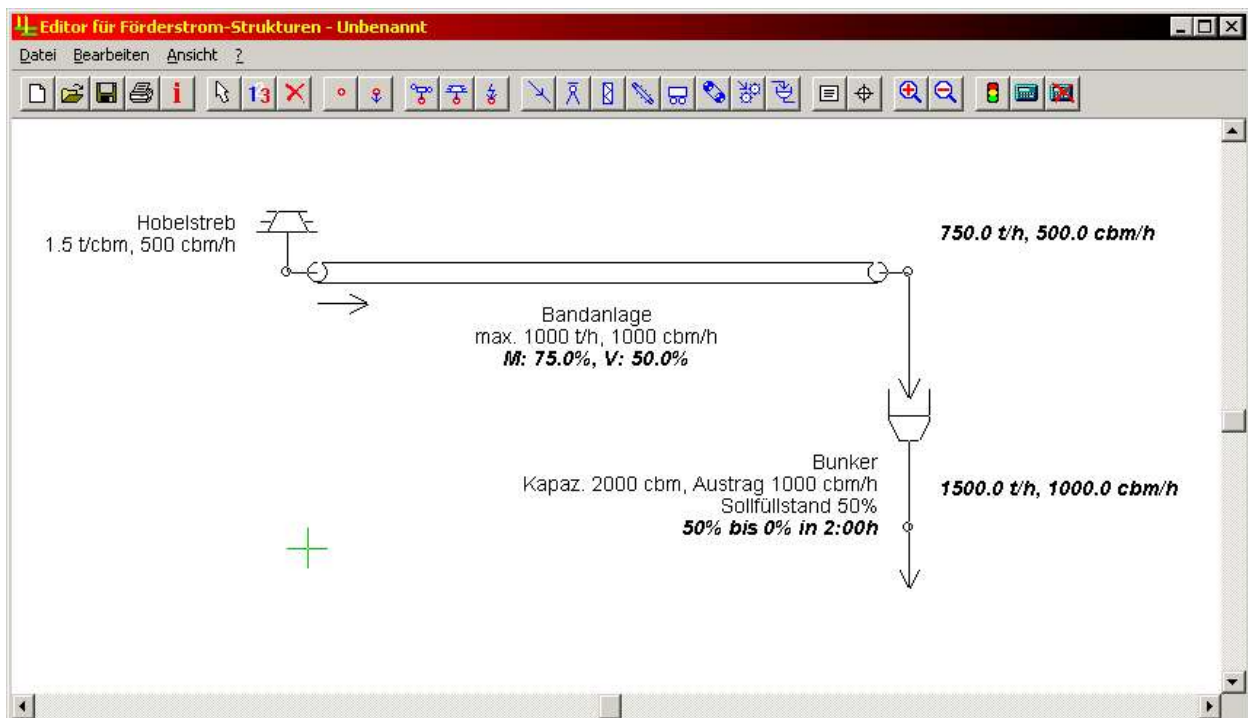 Editor für Förderstrom-Strukturen - Unbenannt
Datei Bearbeiten Ansicht ?
i 13
Hobelstreb
1.5 t/cbm, 500 cbm/h
750.0 t/h, 500.0 cbm/h
Bandanlage
max. 1000 t/h, 1000 cbm/h
M: 75.0%, V: 50.0%
Bunker
Kapaz. 2000 cbm, Austrag 1000 cbm/h
Sollfüllstand 50%
50% bis 0% in 2:00h
1500.0 t/h, 1000.0 cbm/h